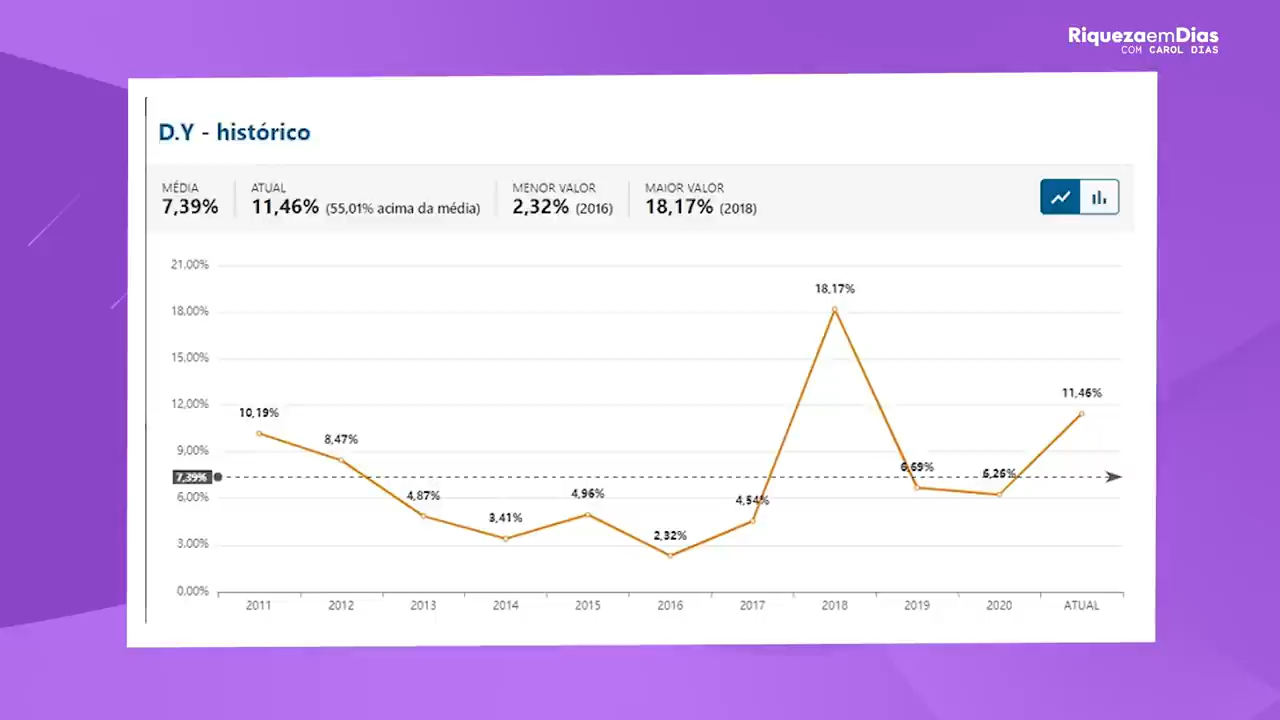 RiquezaemDias
COM CAROL DIAS
D.Y - histórico
MÉDIA
7,39%
ATUAL
11,46% (55,01% acima da média)
MENOR VALOR
2,32% (2016)
MAIOR VALOR
18,17% (2018)
21.00%
18.00%
15.00%
12.00%
9.00%
7,39%
6.00%
3.00%
0.00%
10,19%
8,47%
4,87%
3,41%
4,96%
2,32%
4,54%
18,17%
6,69%
6,26%
11,46%
2011 2012 2013 2014 2015 2016 2017 2018 2019 2020 ATUAL